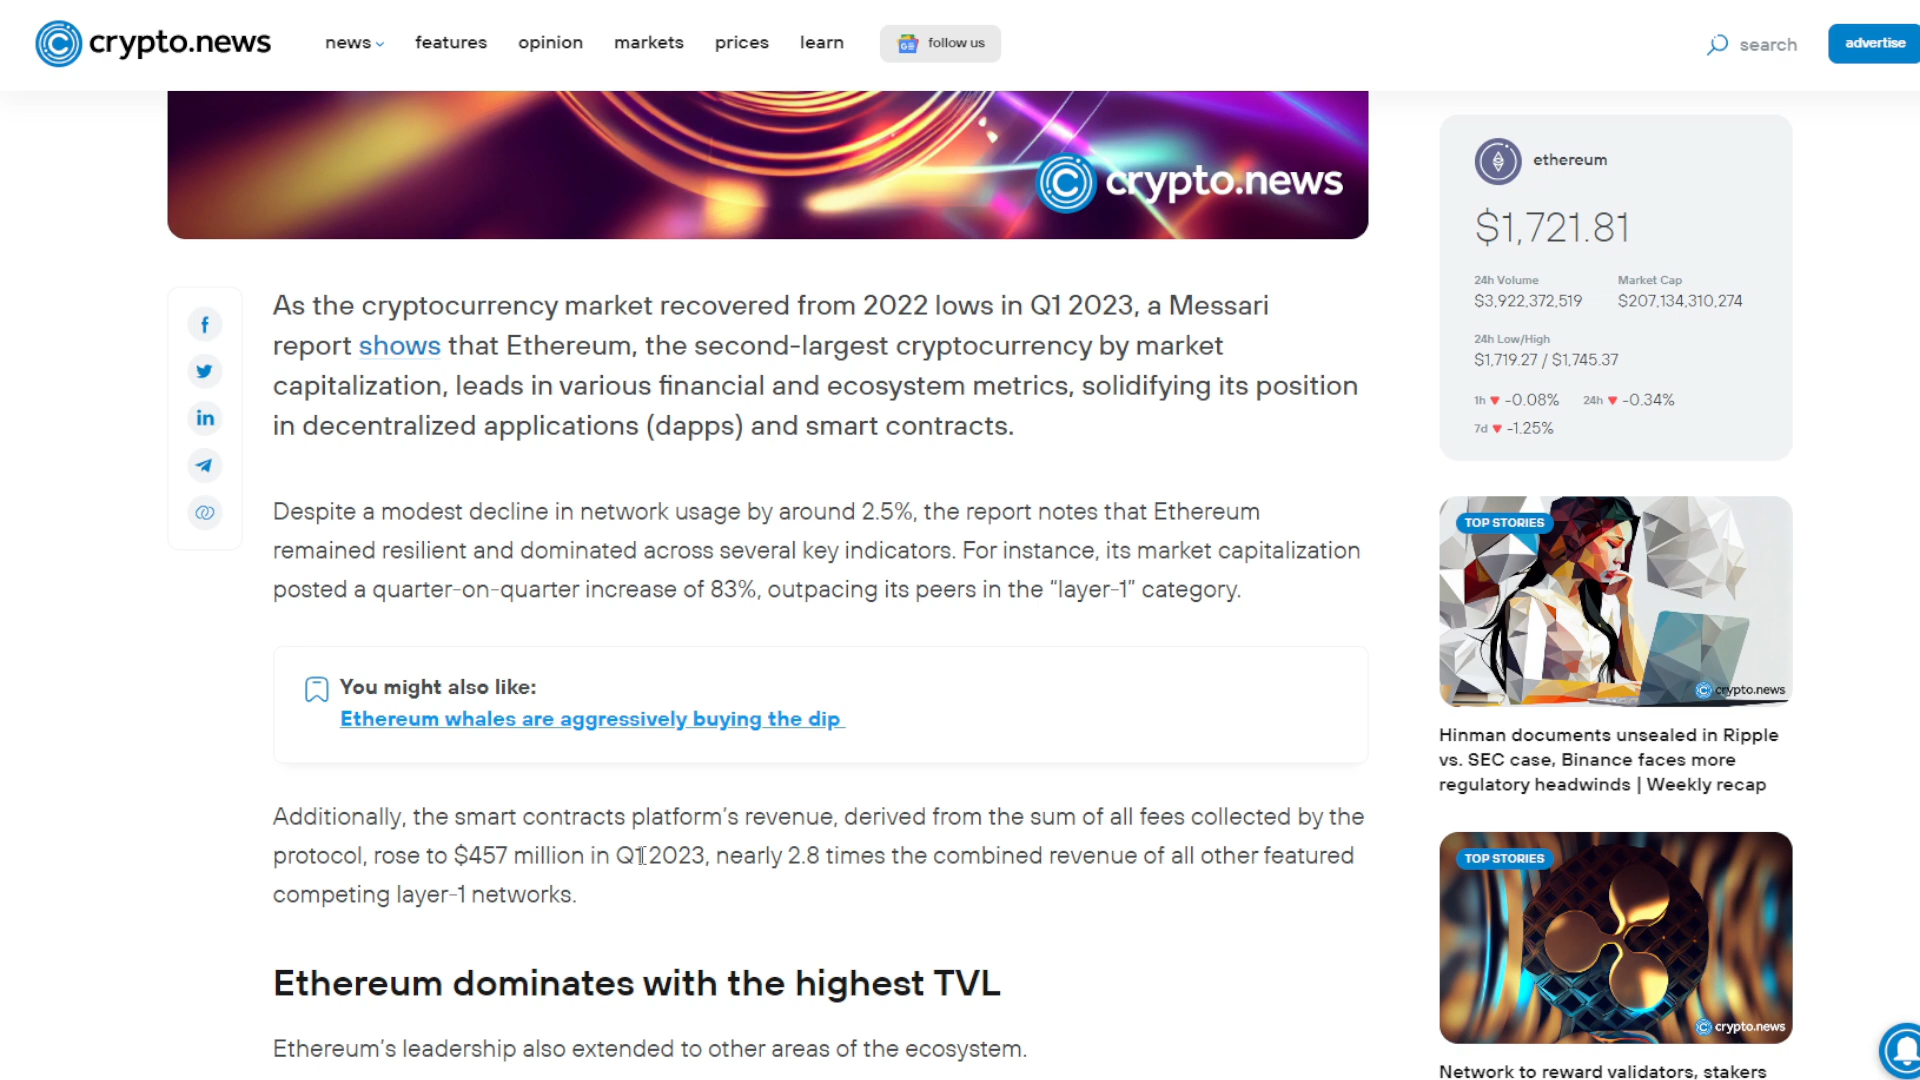 crypto.news
news
features
opinion
markets
prices
learn
follow us
search
advertise
crypto.news
As the cryptocurrency market recovered from 2022 lows in Q1 2023, a Messari
report shows that Ethereum, the second-largest cryptocurrency by market
capitalization, leads in various financial and ecosystem metrics, solidifying its position
in decentralized applications (dapps) and smart contracts.
Despite a modest decline in network usage by around 2.5%, the report notes that Ethereum
remained resilient and dominated across several key indicators. For instance, its market capitalization
posted a quarter-on-quarter increase of 83%, outpacing its peers in the “layer-1” category.
You might also like:
Ethereum whales are aggressively buying the dip
Additionally, the smart contracts platform’s revenue, derived from the sum of all fees collected by the
protocol, rose to $457 million in Q1 2023, nearly 2.8 times the combined revenue of all other featured
competing layer-1 networks.
Ethereum dominates with the highest TVL
Ethereum’s leadership also extended to other areas of the ecosystem.
ethereum
$1,721.81
24h Volume
$3,922,372,519
Market Cap
$207,134,310,274
24h Low/High
$1,719.27 / $1,745.37
1h -0.08%
24h -0.34%
7d -1.25%
TOP STORIES
crypto.news
Hinman documents unsealed in Ripple
vs. SEC case, Binance faces more
regulatory headwinds | Weekly recap
TOP STORIES
crypto.news
Network to reward validators, stakers